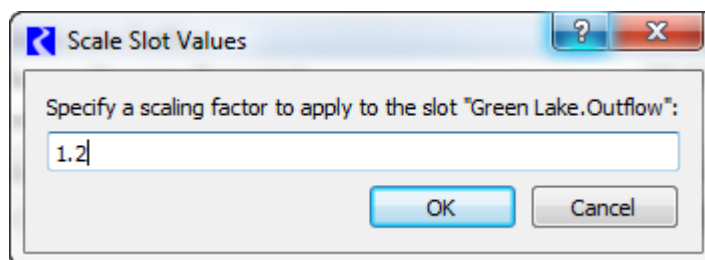 Scale Slot Values
?
X
Specify a scaling factor to apply to the slot "Green Lake.Outflow":
1.2
OK
Cancel